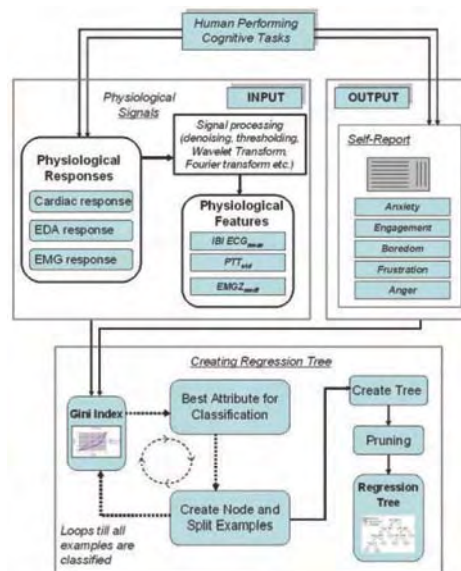 Human Performing
Cognitive Tasks
Physiological
Signals
INPUT
Physiological
Responses
Cardiac response
EDA response
EMG response
Signal processing
(denoising, thresholding,
Wavelet Transform,
Fourier transform etc.)
Physiological
Features
IBI ECG
PTT
EMGZ
OUTPUT
Self-Report
Anxiety
Engagement
Boredom
Frustration
Anger
Creating Regression Tree
Gini Index
Best Attribute for
Classification
Create Node and
Split Examples
Loops till all
examples are
classified
Create Tree
Pruning
Regression
Tree